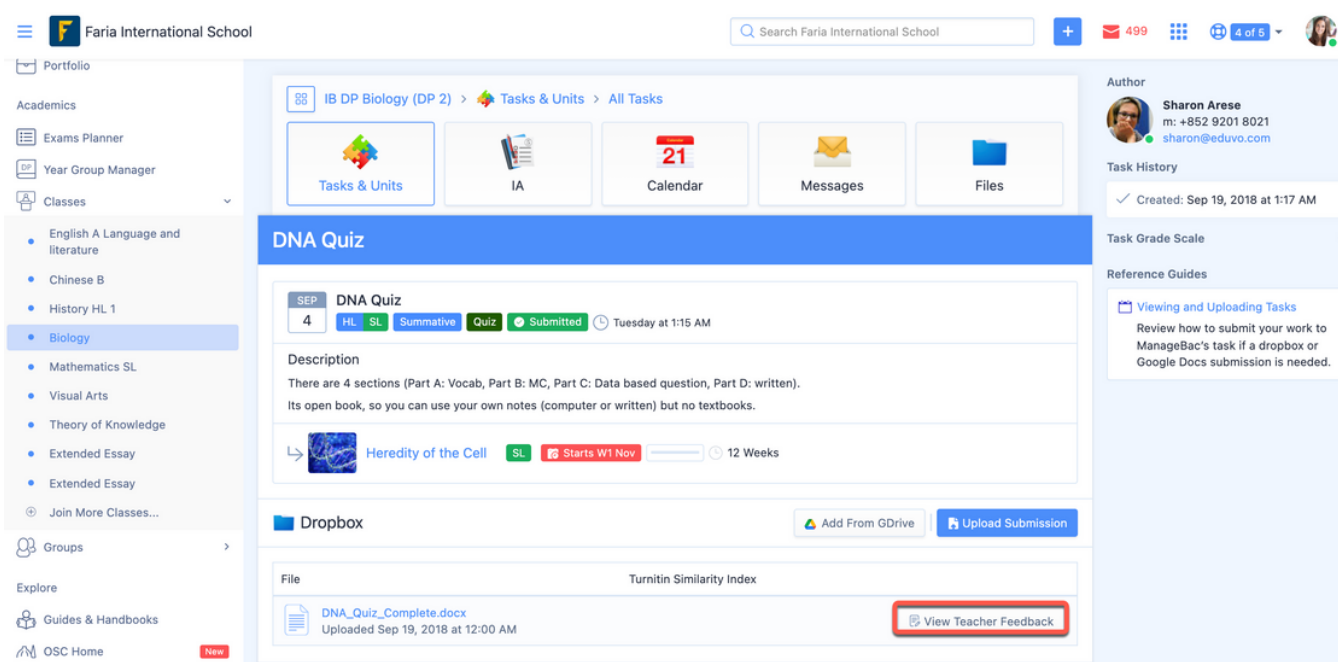 Faria International School
Search Faria International School
+
499
4 of 5
Portfolio
Academics
Exams Planner
DP
Year Group Manager
Classes
English A Language and
literature
Chinese B
History HL 1
Biology
Mathematics SL
Visual Arts
Theory of Knowledge
Extended Essay
Extended Essay
Join More Classes...
Groups
Explore
Guides & Handbooks
OSC Home
New
IB DP Biology (DP 2) > Tasks & Units > All Tasks
Tasks & Units
IA
21
Calendar
Messages
Files
DNA Quiz
SEP
4
DNA Quiz
HL SL Summative Quiz Submitted Tuesday at 1:15 AM
Description
There are 4 sections (Part A: Vocab, Part B: MC, Part C: Data based question, Part D: written).
Its open book, so you can use your own notes (computer or written) but no textbooks.
Heredity of the Cell SL Starts W1 Nov 12 Weeks
Dropbox
Add From GDrive
Upload Submission
File Turnitin Similarity Index
DNA_Quiz_Complete.docx
Uploaded Sep 19, 2018 at 12:00 AM
View Teacher Feedback
Author
Sharon Arese
m: +852 9201 8021
sharon@eduvo.com
Task History
Created: Sep 19, 2018 at 1:17 AM
Task Grade Scale
Reference Guides
Viewing and Uploading Tasks
Review how to submit your work to
ManageBac's task if a dropbox or
Google Docs submission is needed.